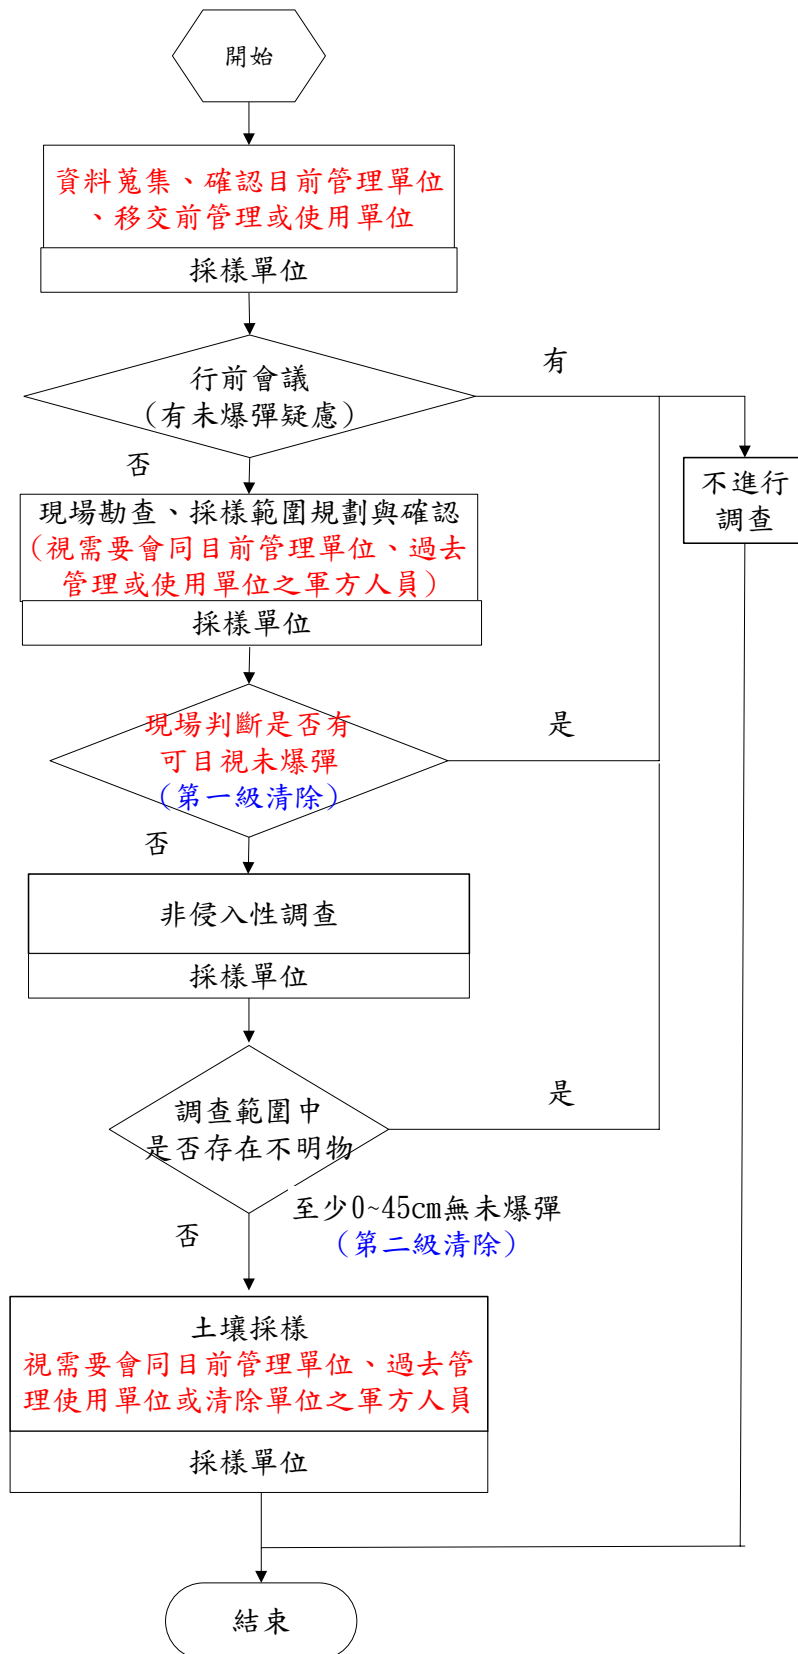 開始
資料蒐集、確認目前管理單位
、移交前管理或使用單位
採樣單位
行前會議
（有未爆彈疑慮）
有
否
不進行
調查
現場勘查、採樣範圍規劃與確認
（視需要會同目前管理單位、過去
管理或使用單位之軍方人員）
採樣單位
現場判斷是否有
可目視未爆彈
（第一級清除）
是
否
非侵入性調查
採樣單位
調查範圍中
是否存在不明物
是
否
至少0~45cm無未爆彈
（第二級清除）
土壤採樣
視需要會同目前管理單位、過去管
理使用單位或清除單位之軍方人員
採樣單位
結束